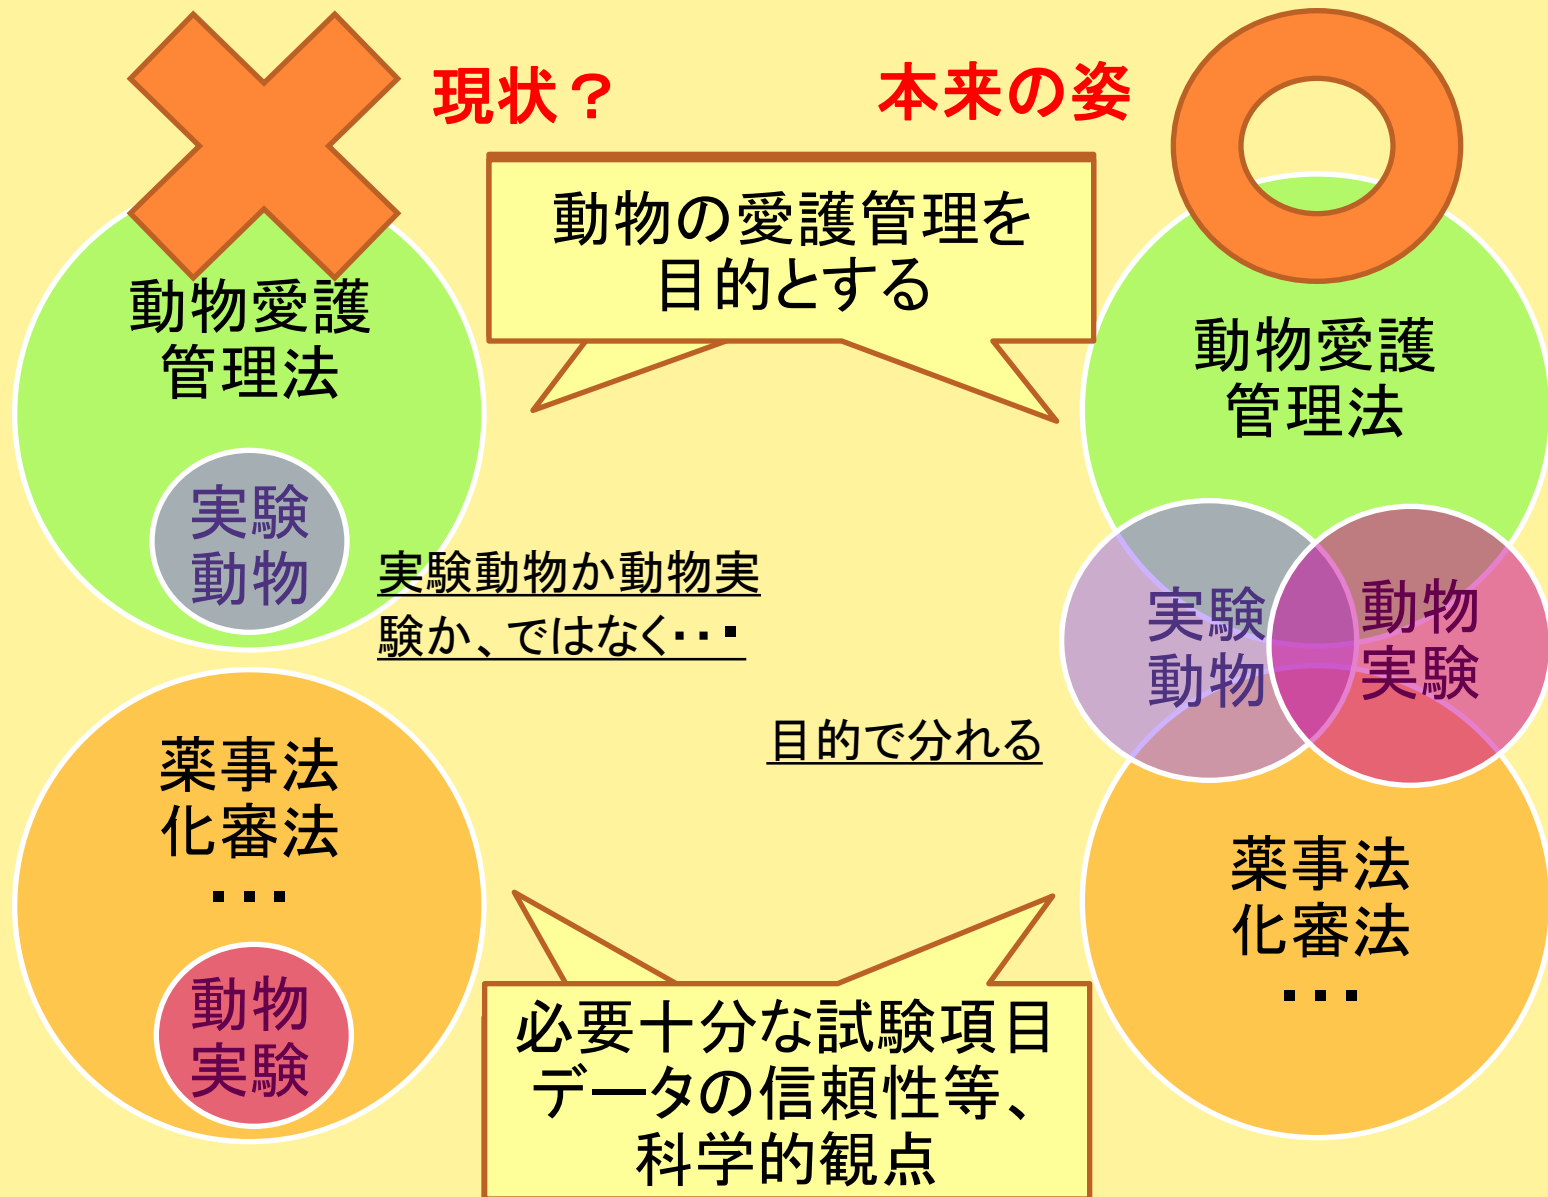 現状？
本来の姿
動物の愛護管理を
目的とする
動物愛護
管理法
実験
動物
動物愛護
管理法
実験動物か動物実
験か、ではなく・・・
実験
動物
動物
実験
目的で分れる
薬事法
化審法
・・・
動物
実験
薬事法
化審法
・・・
必要十分な試験項目
データの信頼性等、
科学的観点